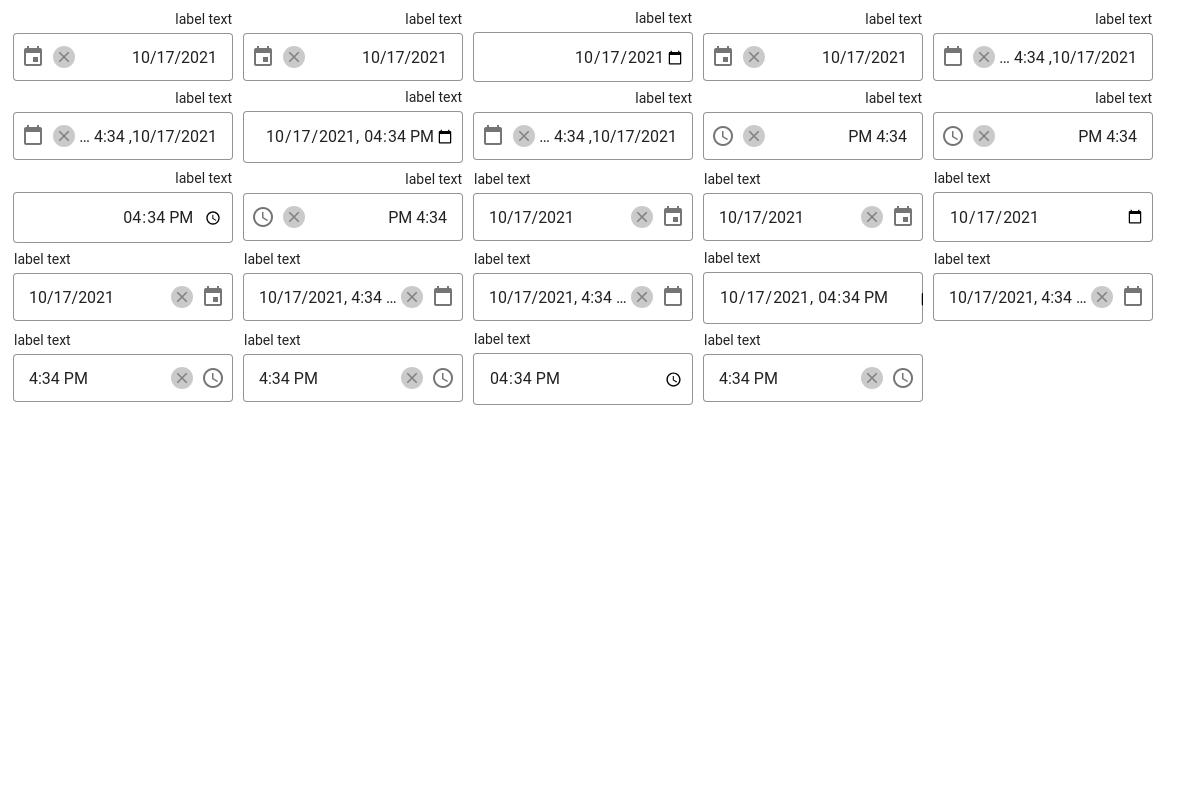 label text label text label text label text label text
10/17/2021 10/17/2021 10/17/2021 10/17/2021 ... 4:34 ,10/17/2021
label text label text label text label text label text
... 4:34 ,10/17/2021 10/17/2021, 04:34 PM ... 4:34 ,10/17/2021 PM 4:34 PM 4:34
label text label text label text label text label text
04:34 PM PM 4:34 10/17/2021 10/17/2021 10/17/2021
label text label text label text label text label text
10/17/2021 10/17/2021, 4:34 ... 10/17/2021, 4:34 ... 10/17/2021, 04:34 PM 10/17/2021, 4:34 ...
label text label text label text label text
4:34 PM 4:34 PM 04:34 PM 4:34 PM